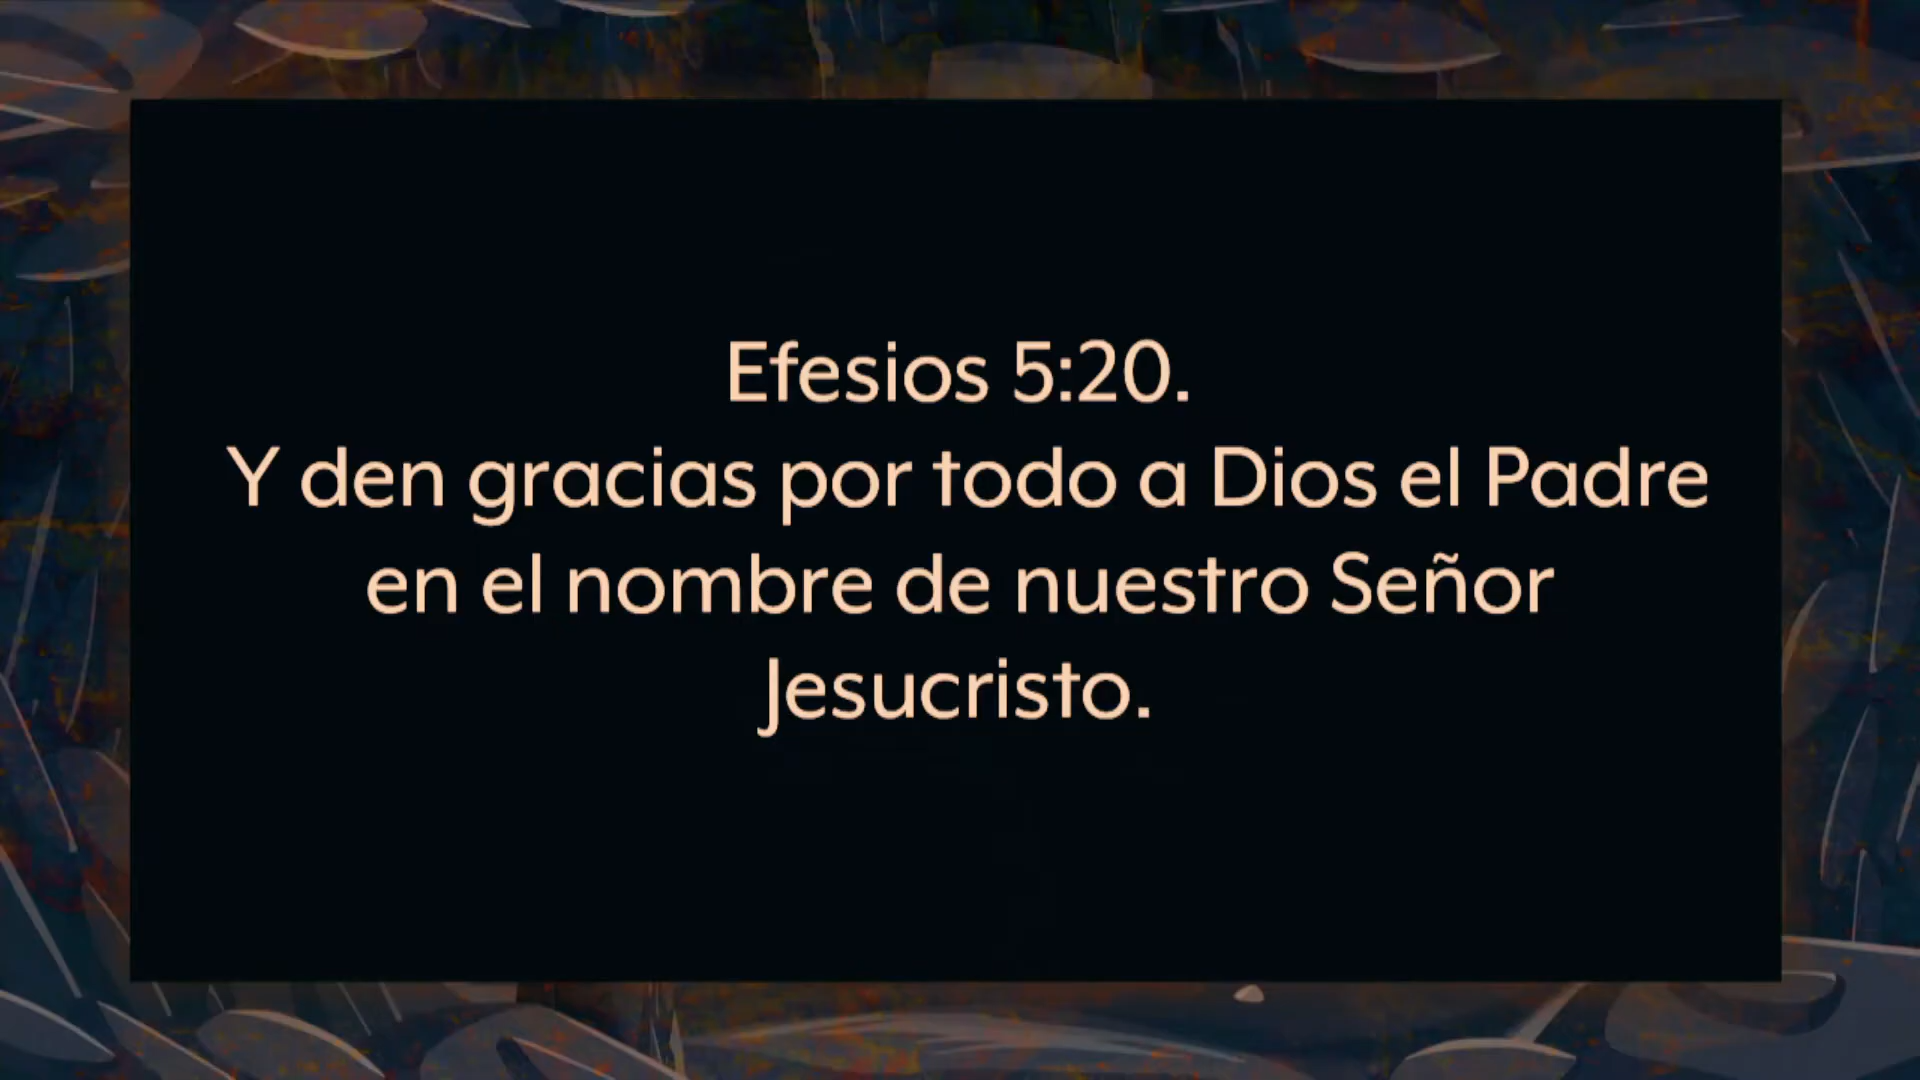 Efesios 5:20.
Y den gracias por todo a Dios el Padre
en el nombre de nuestro Señor
Jesucristo.